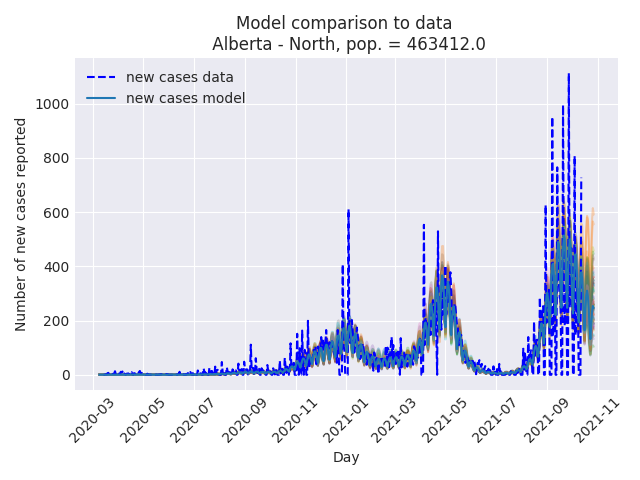 Model comparison to data
Alberta - North, pop. = 463412.0
new cases data
new cases model
Number of new cases reported
1000
800
600
400
200
0
2020-03
2020-05
2020-07
2020-09
2020-11
2021-01
2021-03
2021-05
2021-07
2021-09
2021-11
Day